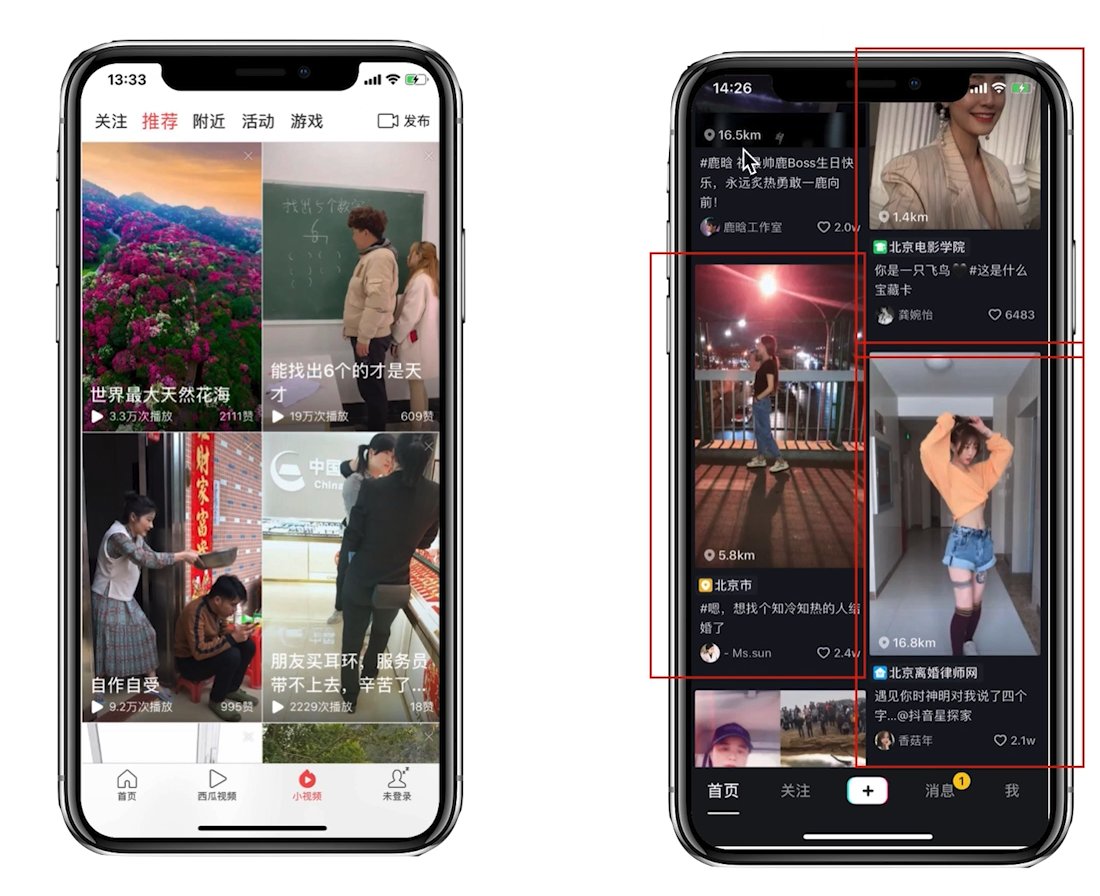 13:33
关注 推荐 附近 活动 游戏 发布
世界最大天然花海
3.3万次播放 2111赞
找出5个数字
6
能找出6个的才是天
才
19万次播放 609赞
财家富贵
自作自受
9.2万次播放 995赞
中国
China
朋友买耳环，服务员
带不上去，辛苦了...
2229次播放 18赞
首页 西瓜视频 小视频 未登录
14:26
16.5km
#鹿晗 帅鹿Boss生日快
乐，永远炙热勇敢一鹿向
前！
鹿晗工作室 2.0w
5.8km
北京市
#嗯，想找个知冷知热的人结
婚了
- Ms.sun 2.4w
1.4km
北京电影学院
你是一只飞鸟🖤#这是什么
宝藏卡
龚婉怡 6483
16.8km
北京离婚律师网
遇见你时神明对我说了四个
字...@抖音星探家
香菇年 2.1w
首页 关注 + 消息 1 我